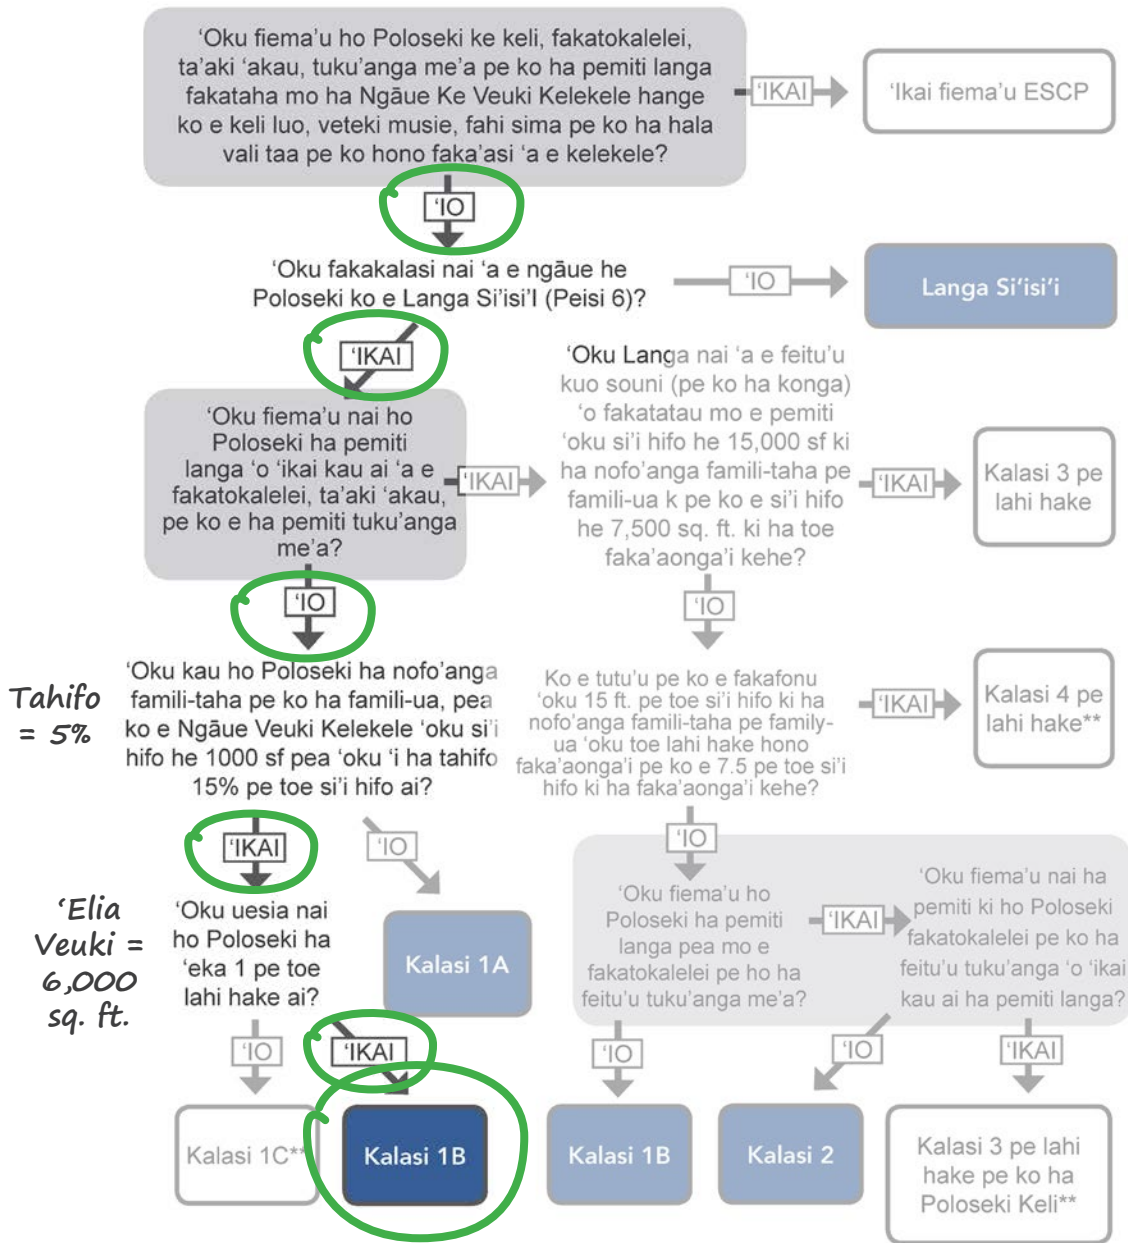 ‘Oku fiema’u ho Poloseki ke keli, fakatokalelei,
ta’aki ‘akau, tuku’anga me’a pe ko ha pemiti langa
fakataha mo ha Ngāue Ke Veuki Kelekele hange
ko e keli luo, veteki musie, fahi sima pe ko ha hala
vali taa pe ko hono faka’asi ‘a e kelekele?
‘IKAI
‘Ikai fiema’u ESCP
‘IO
‘Oku fakakalasi nai ‘a e ngāue he
Poloseki ko e Langa Si’isi’I (Peisi 6)?
‘IO
Langa Si’isi’i
‘IKAI
‘Oku fiema’u nai ho
Poloseki ha pemiti
langa ‘o ‘ikai kau ai ‘a e
fakatokalelei, ta’aki ‘akau,
pe ko e ha pemiti tuku’anga
me’a?
‘IKAI
‘Oku Langa nai ‘a e feitu’u
kuo souni (pe ko ha konga)
‘o fakatatau mo e pemiti
‘oku si’i hifo he 15,000 sf ki
ha nofo’anga famili-taha pe
famili-ua k pe ko e si’i hifo
he 7,500 sq. ft. ki ha toe
faka’aonga’i kehe?
‘IKAI
Kalasi 3 pe
lahi hake
‘IO
‘IO
Tahifo
= 5%
‘Oku kau ho Poloseki ha nofo’anga
famili-taha pe ko ha famili-ua, pea
ko e Ngāue Veuki Kelekele ‘oku si’i
hifo he 1000 sf pea ‘oku ‘i ha tahifo
15% pe toe si’i hifo ai?
Ko e tutu’u pe ko e fakafonu
‘oku 15 ft. pe toe si’i hifo ki ha
nofo’anga famili-taha pe family-
ua ‘oku toe lahi hake hono
faka’aonga’i pe ko e 7.5 pe toe si’i
hifo ki ha faka’aonga’i kehe?
‘IKAI
Kalasi 4 pe
lahi hake**
‘IKAI
‘IO
‘IO
‘Elia
Veuki =
6,000
sq. ft.
‘Oku uesia nai
ho Poloseki ha
‘eka 1 pe toe
lahi hake ai?
Kalasi 1A
‘Oku fiema’u ho
Poloseki ha pemiti
langa pea mo e
fakatokalelei pe ho ha
feitu’u tuku’anga me’a?
‘IKAI
‘Oku fiema’u nai ha
pemiti ki ho Poloseki
fakatokalelei pe ko ha
feitu’u tuku’anga ‘o ‘ikai
kau ai ha pemiti langa?
‘IO
‘IKAI
‘IO
‘IO
‘IKAI
Kalasi 1C**
Kalasi 1B
Kalasi 1B
Kalasi 2
Kalasi 3 pe lahi
hake pe ko ha
Poloseki Keli**